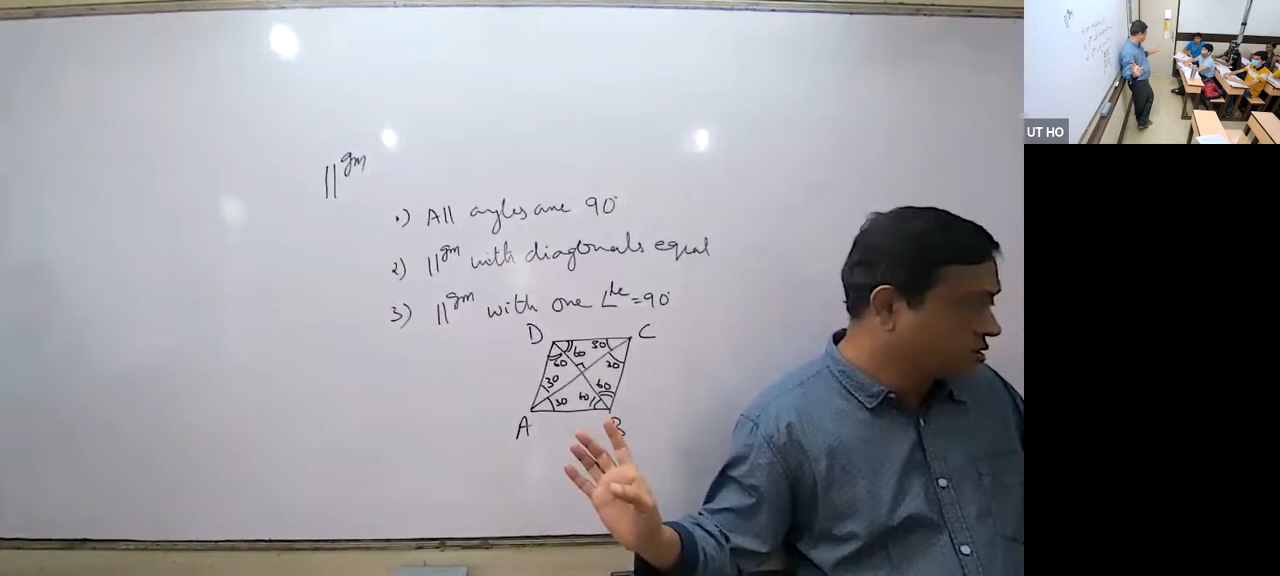 ||gm
1) All angles are 90°
2) ||gm with diagonals equal
3) ||gm with one Lle = 90°
D C
60 30
60 30
30 60
30 60
A B
UT HO